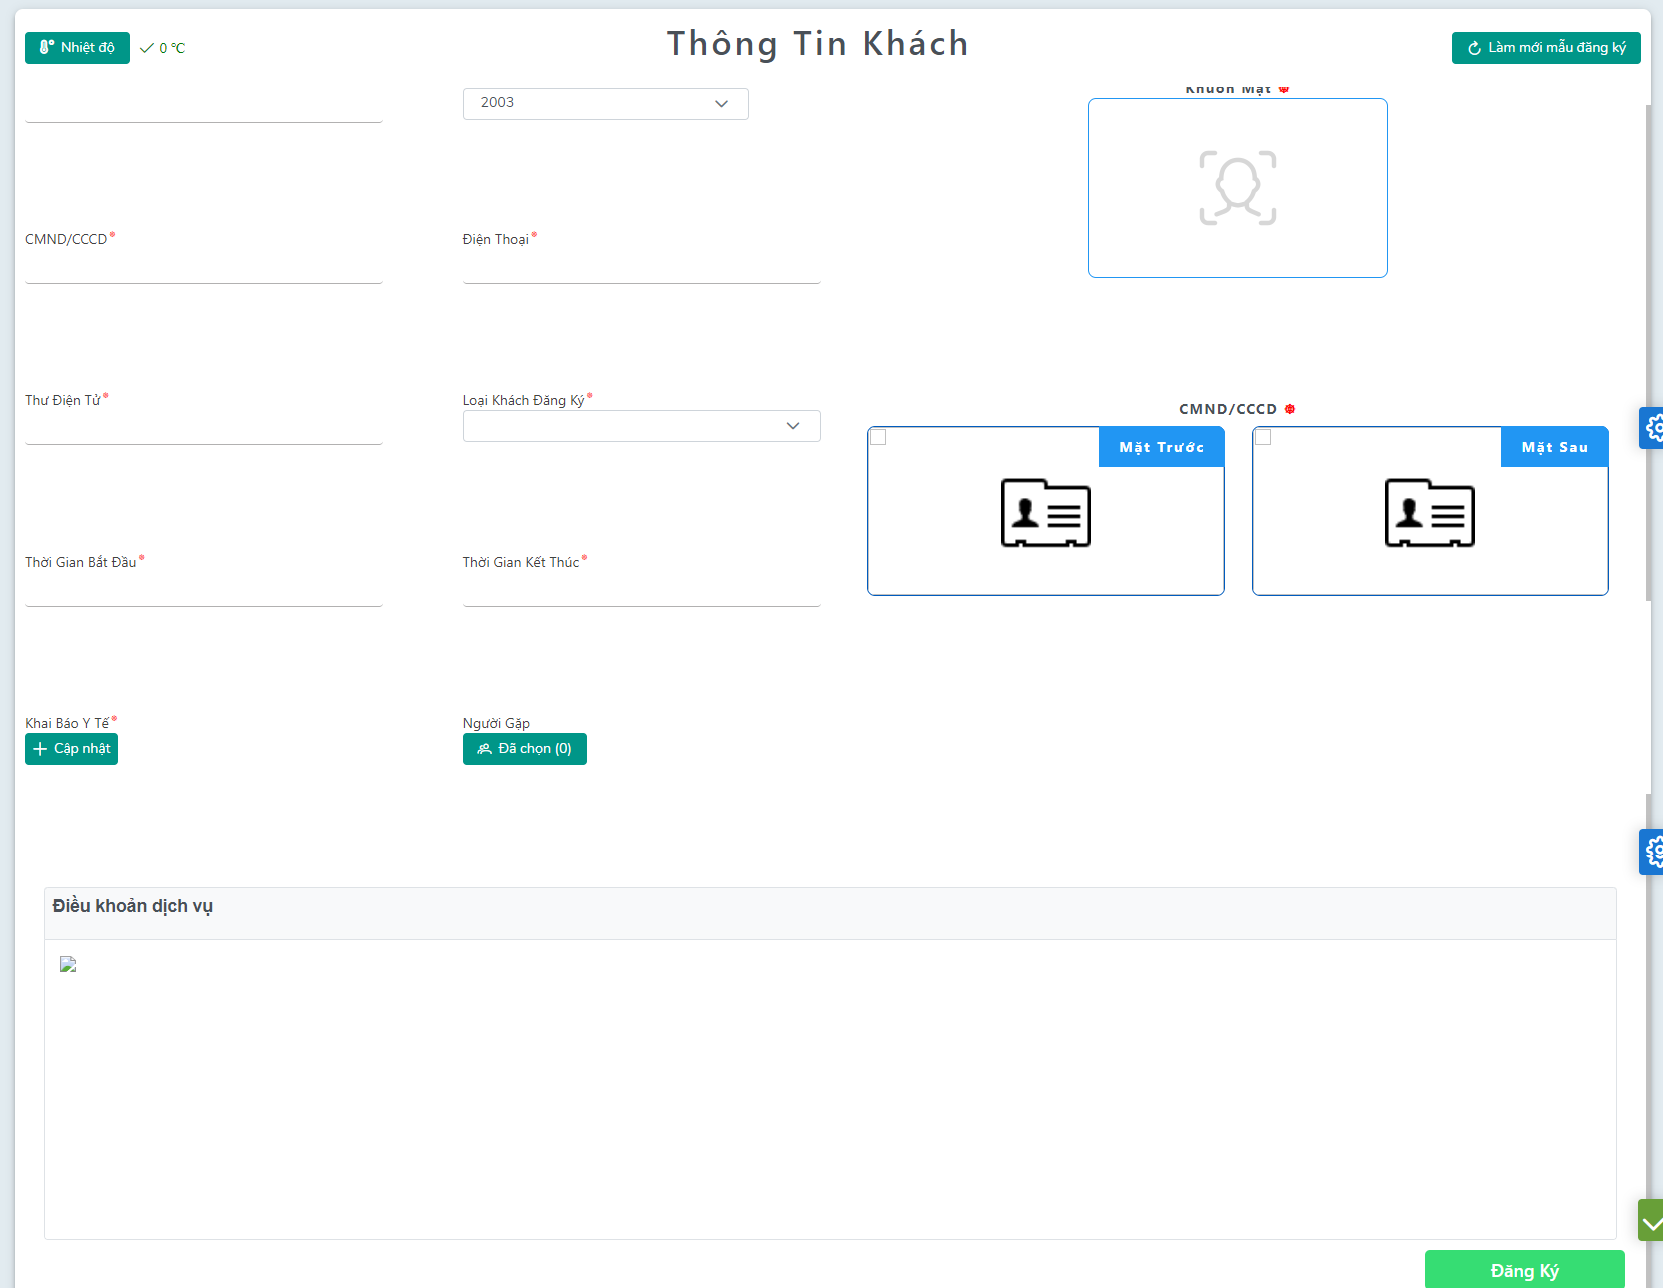 Nhiệt độ
0 ℃
Thông Tin Khách
Làm mới mẫu đăng ký
2003
Khuôn Mặt
CMND/CCCD
Điện Thoại
Thư Điện Tử
Loại Khách Đăng Ký
CMND/CCCD
Mặt Trước
Mặt Sau
Thời Gian Bắt Đầu
Thời Gian Kết Thúc
Khai Báo Y Tế
Người Gặp
Cập nhật
Đã chọn (0)
Điều khoản dịch vụ
Đăng Ký